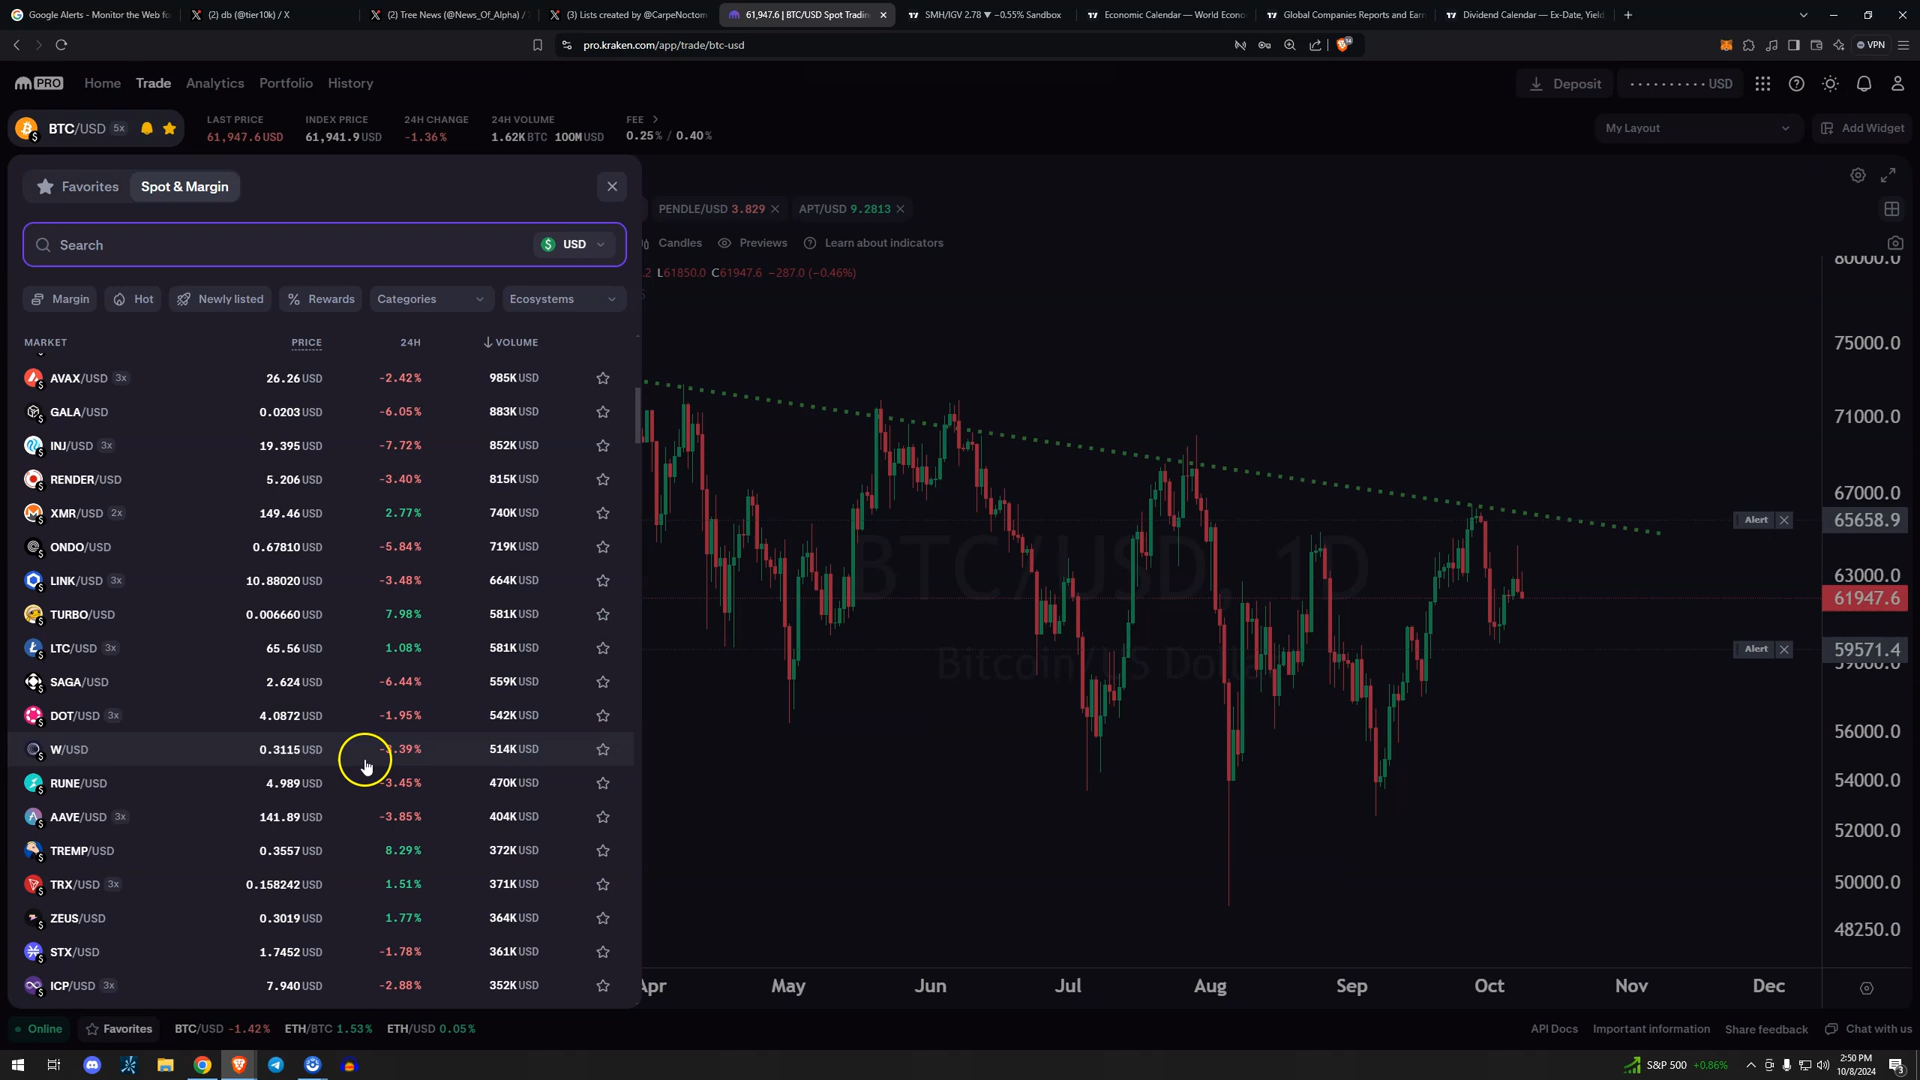 Google Alerts - Monitor the Web fo
(2) db (@tier10k) / X
(2) Tree News (@News_Of_Alpha) /
(3) Lists created by @CarpeNoctom
61,947.6 | BTC/USD Spot Tradin
SMH/IGV 2.78 ▼ −0.55% Sandbox
Economic Calendar — World Econo
Global Companies Reports and Earn
Dividend Calendar — Ex-Date, Yield,
pro.kraken.com/app/trade/btc-usd
VPN
PRO Home Trade Analytics Portfolio History
Deposit
USD
BTC/USD 5x
LAST PRICE INDEX PRICE 24H CHANGE 24H VOLUME FEE
61,947.6 USD 61,941.9 USD -1.36% 1.62K BTC 100M USD 0.25% / 0.40%
My Layout
Add Widget
Favorites Spot & Margin
PENDLE/USD 3.829 APT/USD 9.2813
Search USD
Candles Previews Learn about indicators
L61850.0 C61947.6 −287.0 (−0.46%)
Margin Hot Newly listed Rewards Categories Ecosystems
MARKET PRICE 24H VOLUME
AVAX/USD 3x 26.26 USD -2.42% 985K USD
GALA/USD 0.0203 USD -6.05% 883K USD
INJ/USD 3x 19.395 USD -7.72% 852K USD
RENDER/USD 5.206 USD -3.40% 815K USD
XMR/USD 2x 149.46 USD 2.77% 740K USD
ONDO/USD 0.67810 USD -5.84% 719K USD
LINK/USD 3x 10.88020 USD -3.48% 664K USD
TURBO/USD 0.006660 USD 7.98% 581K USD
LTC/USD 3x 65.56 USD 1.08% 581K USD
SAGA/USD 2.624 USD -6.44% 559K USD
DOT/USD 3x 4.0872 USD -1.95% 542K USD
W/USD 0.3115 USD .39% 514K USD
RUNE/USD 4.989 USD -3.45% 470K USD
AAVE/USD 3x 141.89 USD -3.85% 404K USD
TREMP/USD 0.3557 USD 8.29% 372K USD
TRX/USD 3x 0.158242 USD 1.51% 371K USD
ZEUS/USD 0.3019 USD 1.77% 364K USD
STX/USD 1.7452 USD -1.78% 361K USD
ICP/USD 3x 7.940 USD -2.88% 352K USD
BTC/USD, 1D
Bitcoin/US Dolla
80000.0
75000.0
71000.0
67000.0
Alert 65658.9
63000.0
61947.6
Alert 59571.4
59000.0
56000.0
54000.0
52000.0
50000.0
48250.0
Apr May Jun Jul Aug Sep Oct Nov Dec
Online Favorites BTC/USD -1.42% ETH/BTC 1.53% ETH/USD 0.05%
API Docs Important information Share feedback Chat with us
S&P 500 +0.86%
2:50 PM
10/8/2024